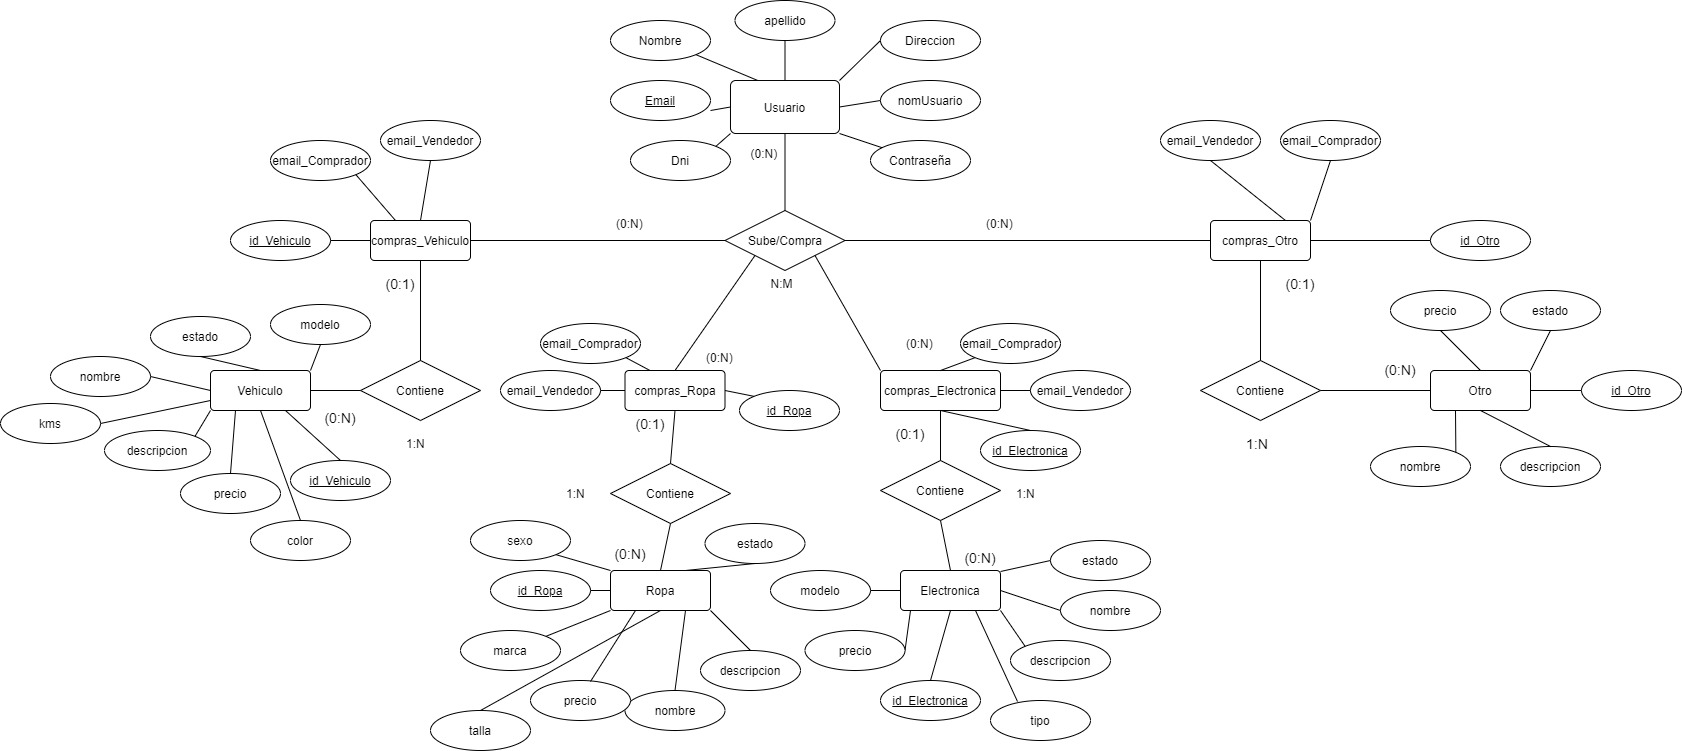 apellido
Nombre
Direccion
Email
Usuario
nomUsuario
Dni
(0:N)
Contraseña
email_Vendedor
email_Comprador
email_Vendedor
email_Comprador
(0:N)
(0:N)
id_Vehiculo
compras_Vehiculo
Sube/Compra
compras_Otro
id_Otro
(0:1)
N:M
(0:1)
estado
modelo
precio
estado
email_Comprador
(0:N)
(0:N)
email_Comprador
(0:N)
nombre
Vehiculo
Contiene
email_Vendedor
compras_Ropa
id_Ropa
compras_Electronica
email_Vendedor
Contiene
Otro
id_Otro
kms
(0:N)
(0:1)
(0:1)
descripcion
1:N
id_Electronica
1:N
nombre
descripcion
precio
id_Vehiculo
1:N
Contiene
Contiene
1:N
color
sexo
(0:N)
estado
(0:N)
estado
id_Ropa
Ropa
modelo
Electronica
nombre
marca
descripcion
precio
descripcion
talla
precio
nombre
id_Electronica
tipo